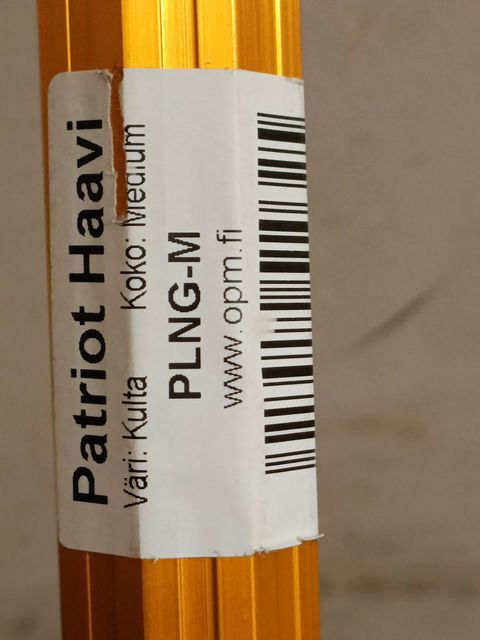 Patriot Haavi
Väri: Kulta Koko: Medium
PLNG-M
www.opm.fi